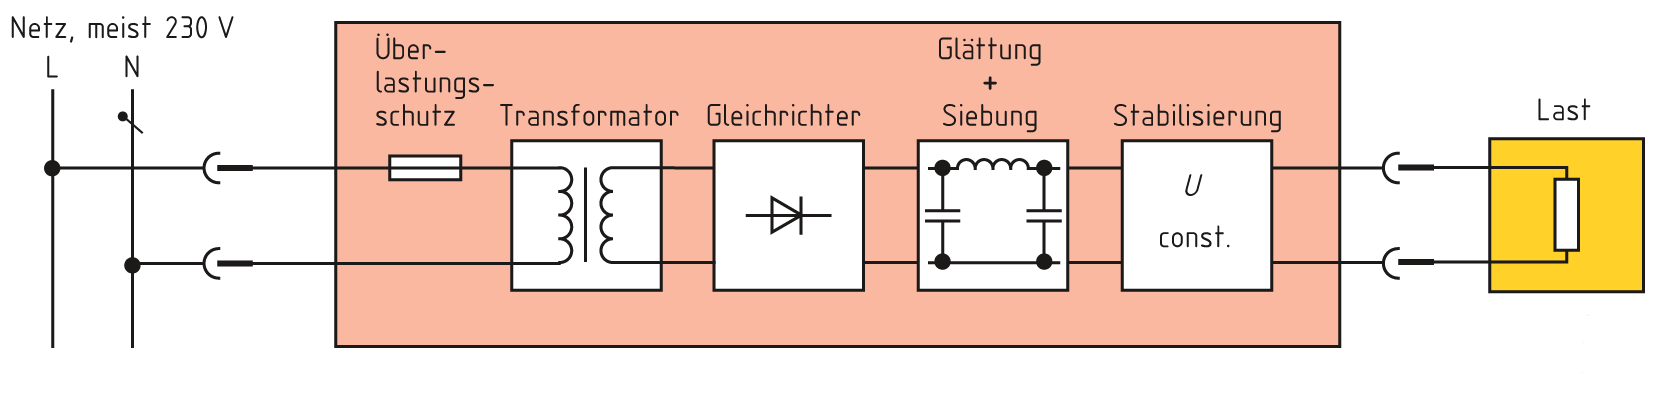 Netz, meist 230 V
L
N
Über-
lastungs-
schutz
Transformator
Gleichrichter
Glättung
+
Siebung
Stabilisierung
U
const.
Last